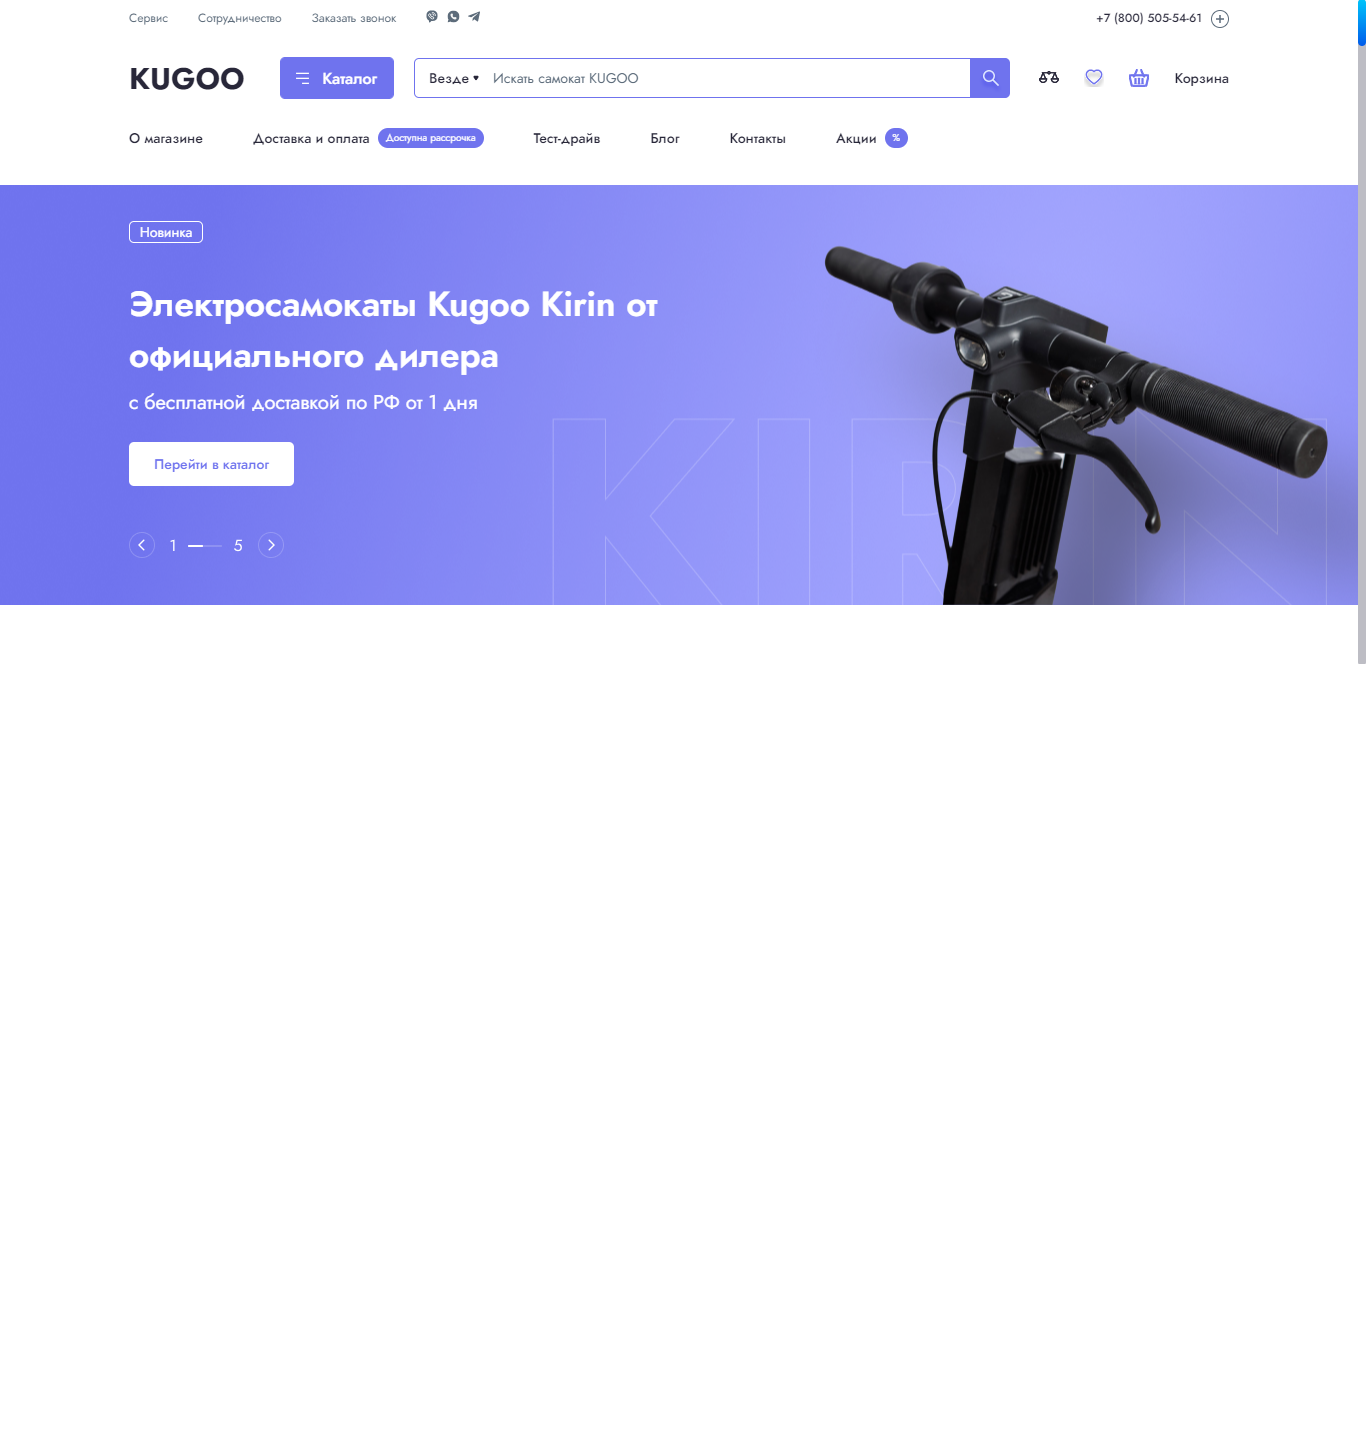 Сервис
Сотрудничество
Заказать звонок
+7 (800) 505-54-61
KUGOO
Каталог
Везде
Искать самокат KUGOO
Корзина
О магазине
Доставка и оплата
Доступна рассрочка
Тест-драйв
Блог
Контакты
Акции
%
Новинка
Электросамокаты Kugoo Kirin от
официального дилера
с бесплатной доставкой по РФ от 1 дня
Перейти в каталог
1
5
KIRIN